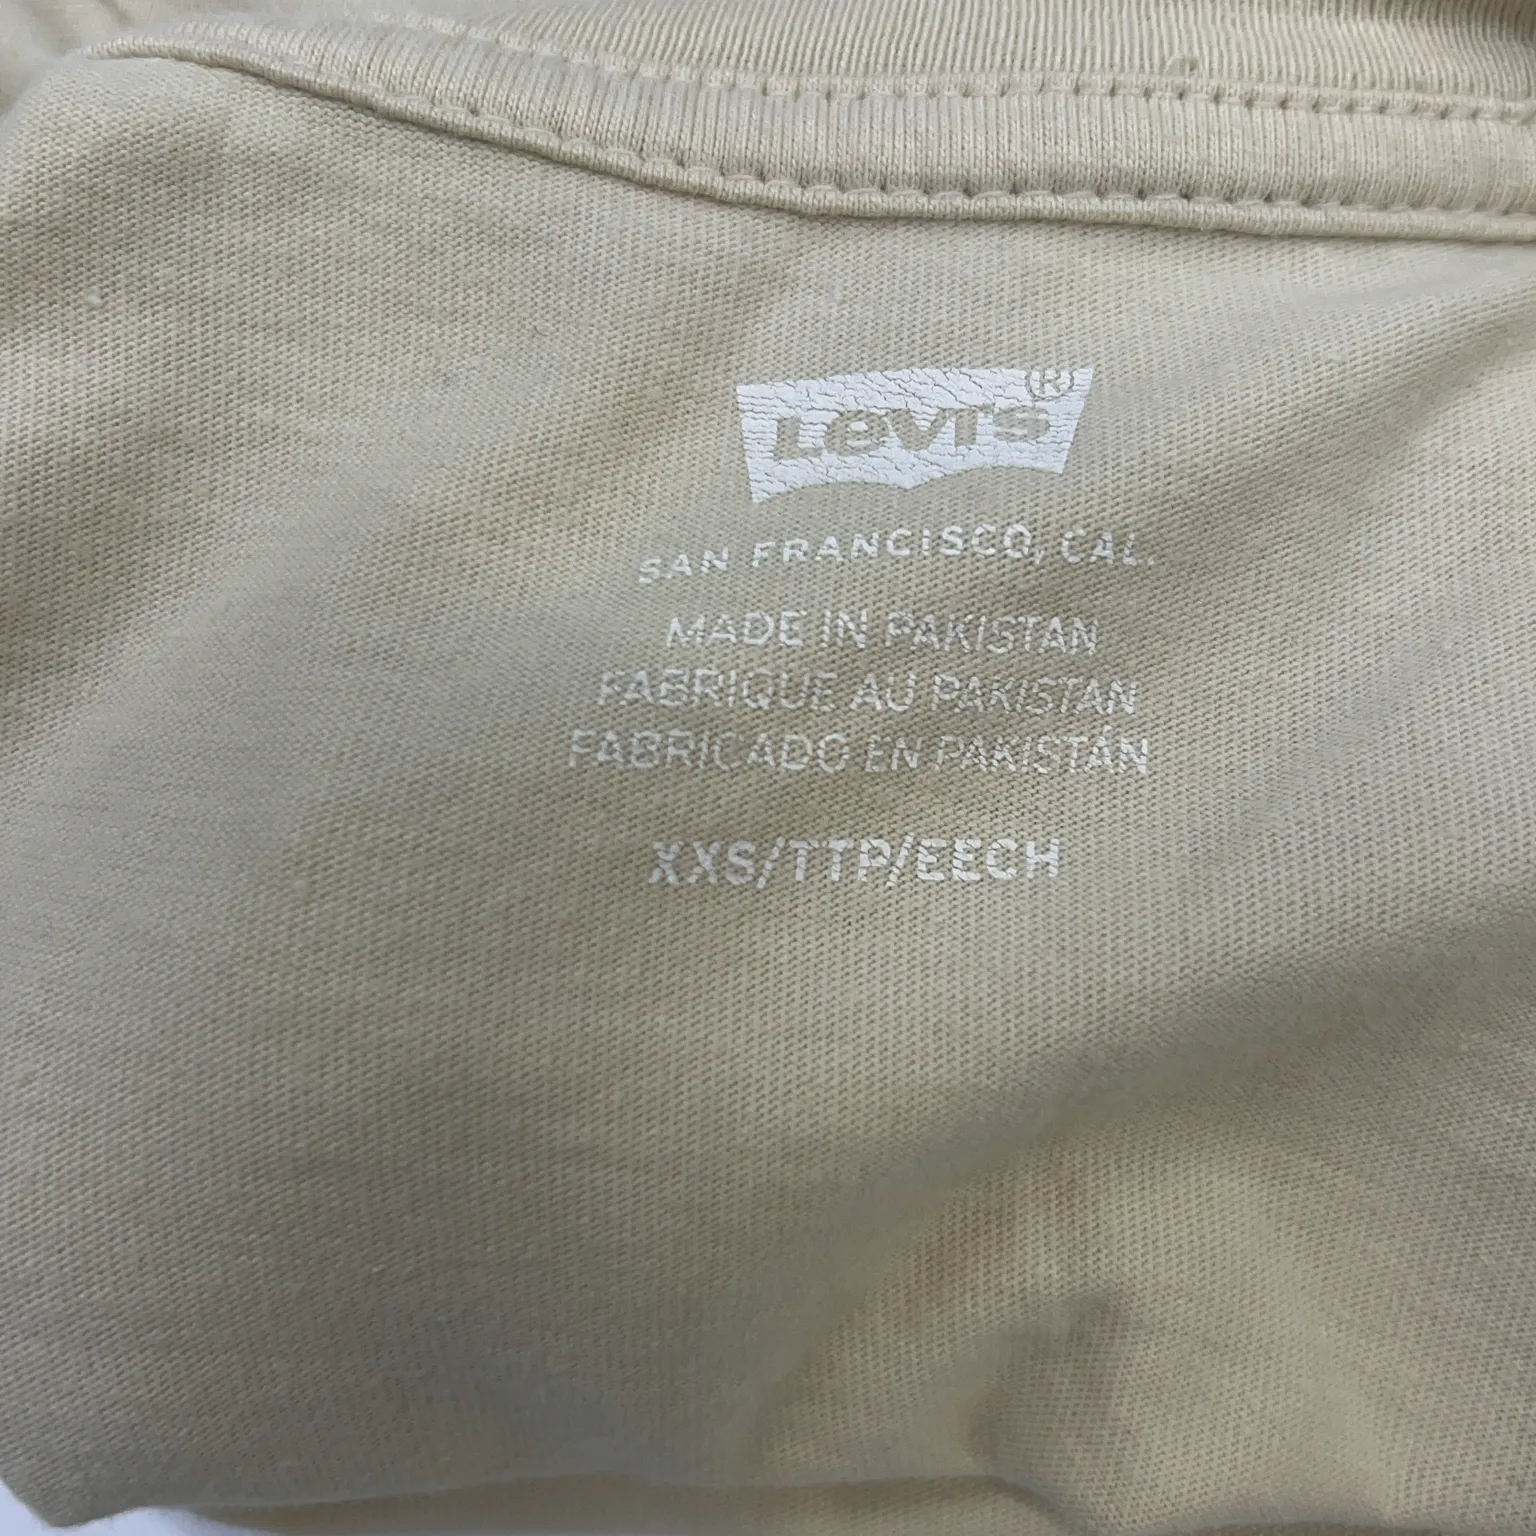 Levi's®
SAN FRANCISCO, CAL.
MADE IN PAKISTAN
FABRIQUE AU PAKISTAN
FABRICADO EN PAKISTÁN
XXS/TTP/EECH